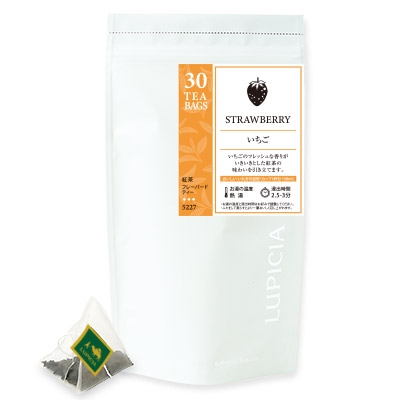 30
TEA
BAGS
STRAWBERRY
いちご
いちごのフレッシュな香りが
いきいきとした紅茶の
味わいを引き立てます。
紅茶
フレーバード
ティー
5227
お湯の温度
熱湯
浸出時間
2.5-3分
LUPICIA
LUPICIA